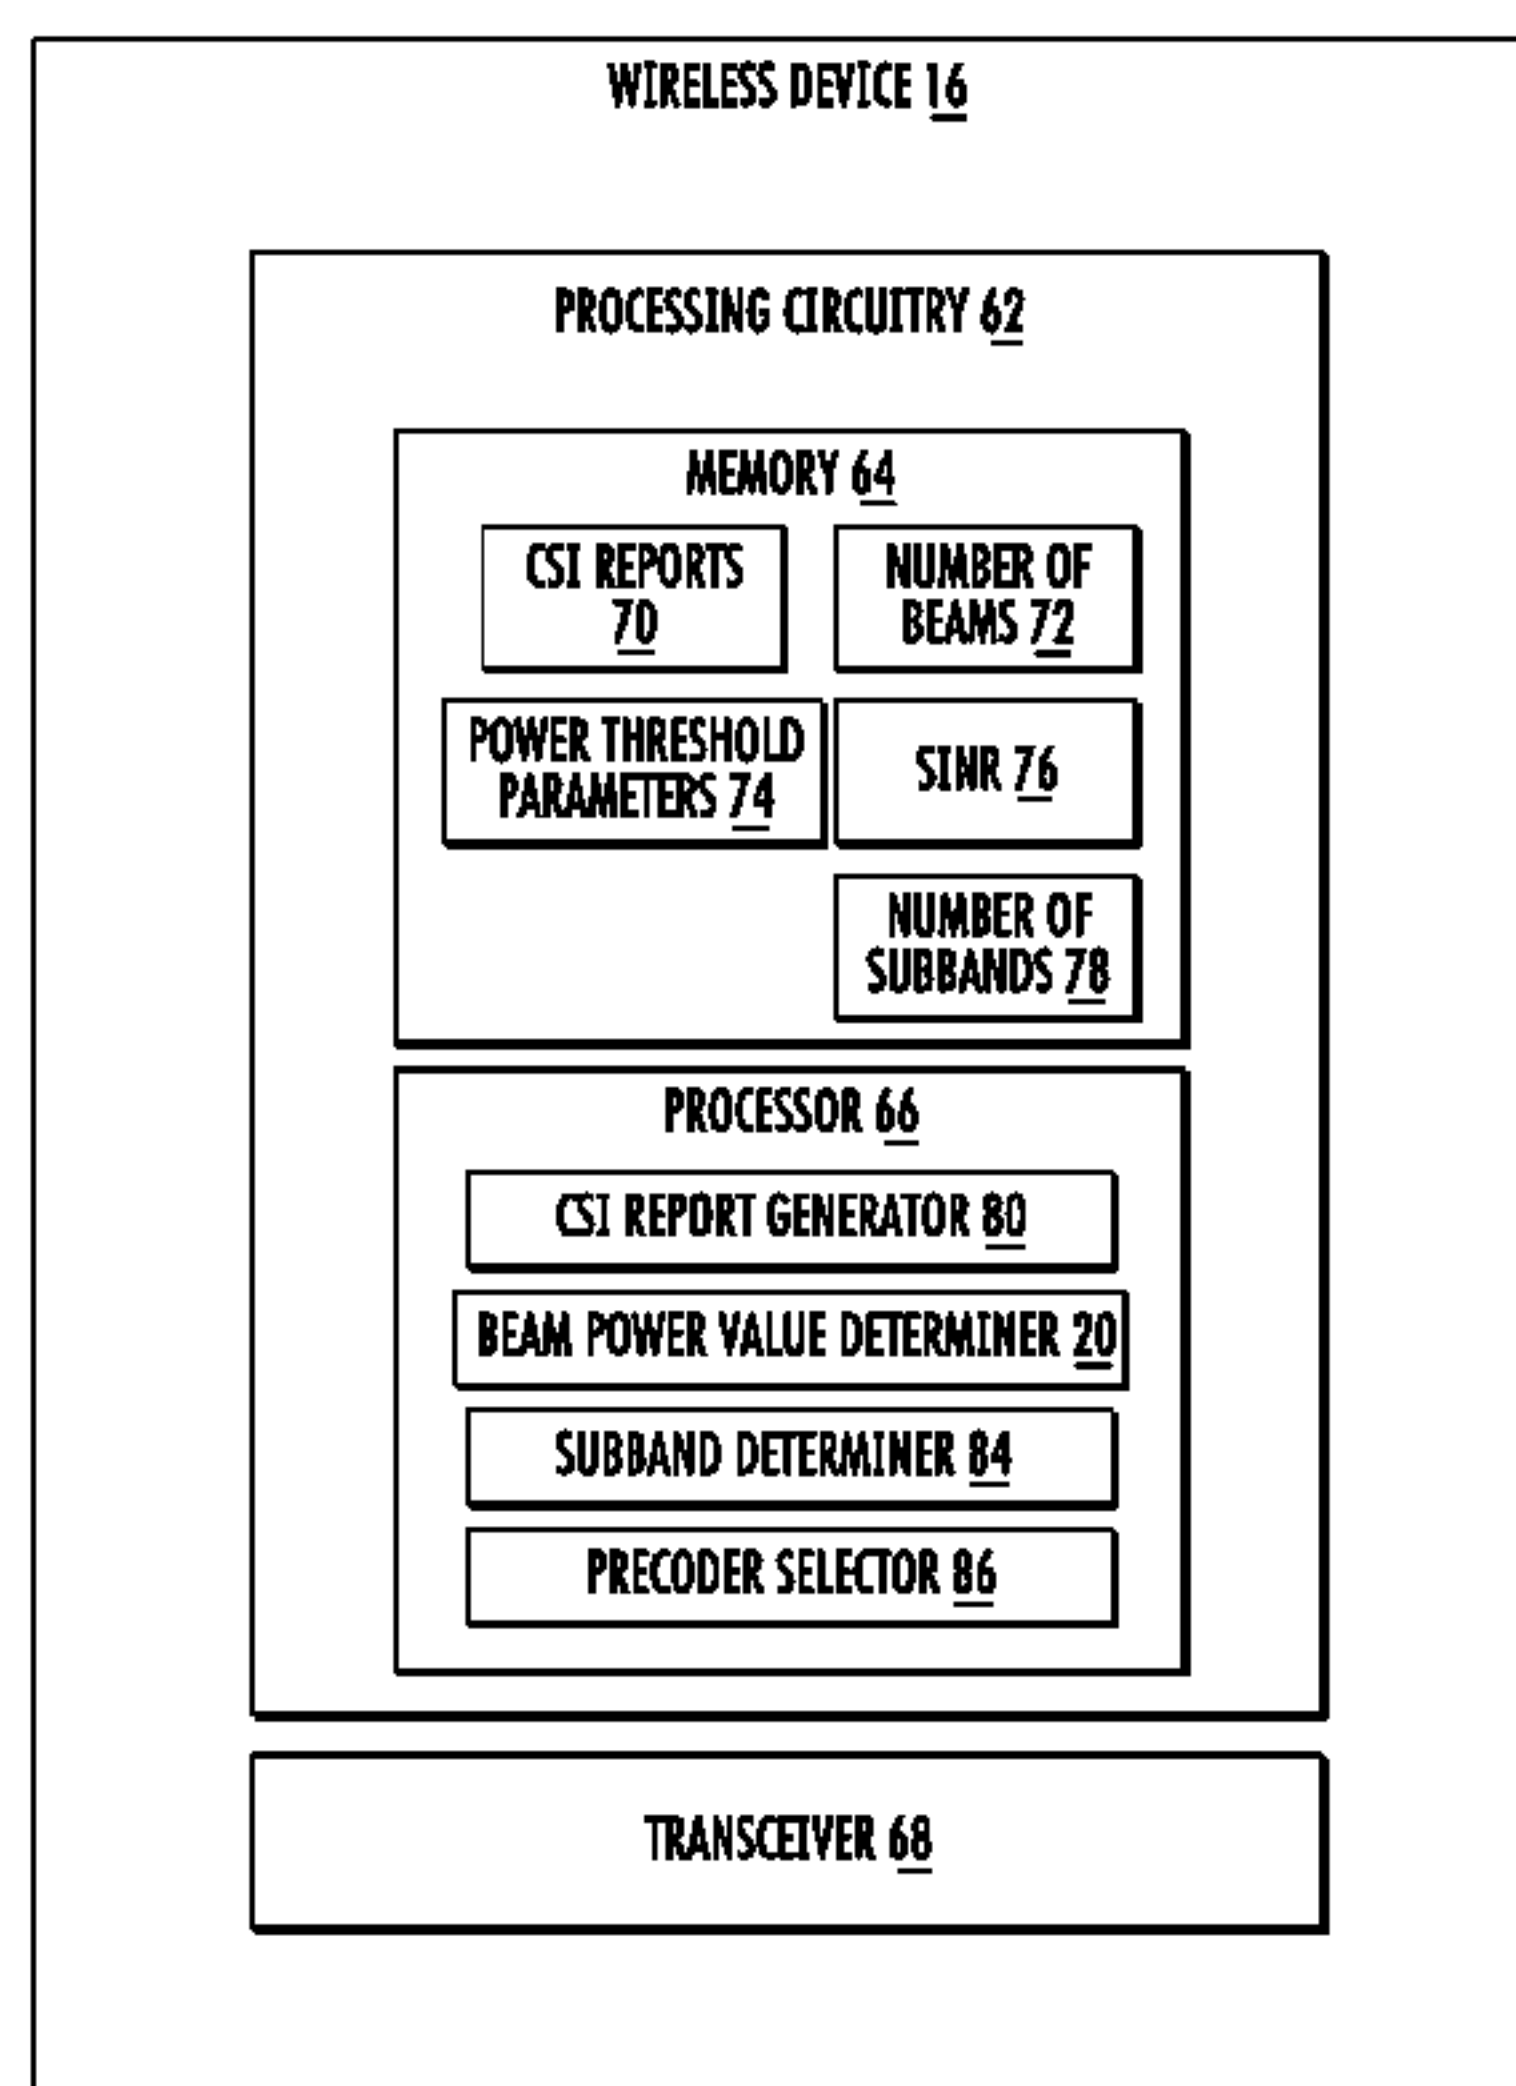 WIRELESS DEVICE 16
PROCESSING CIRCUITRY 62
MEMORY 64
CSI REPORTS
70
NUMBER OF
BEAMS 72
POWER THRESHOLD
PARAMETERS 74
SINR 76
NUMBER OF
SUBBANDS 78
PROCESSOR 66
CSI REPORT GENERATOR 80
BEAM POWER VALUE DETERMINER 20
SUBBAND DETERMINER 84
PRECODER SELECTOR 86
TRANSCEIVER 68